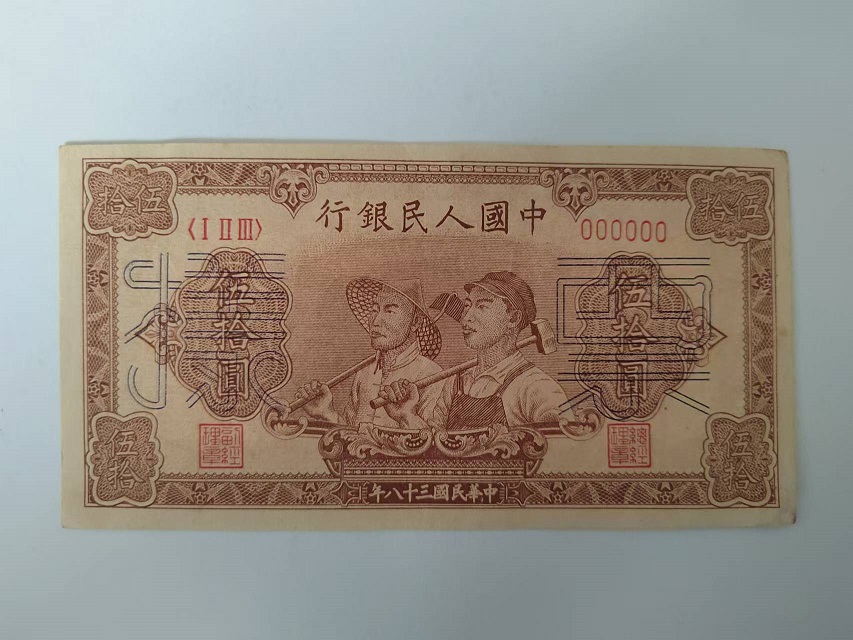 中國人民銀行
伍拾
伍拾
〈I II III〉
000000
伍拾圓
伍拾圓
伍拾
伍拾
中華民國三十八年